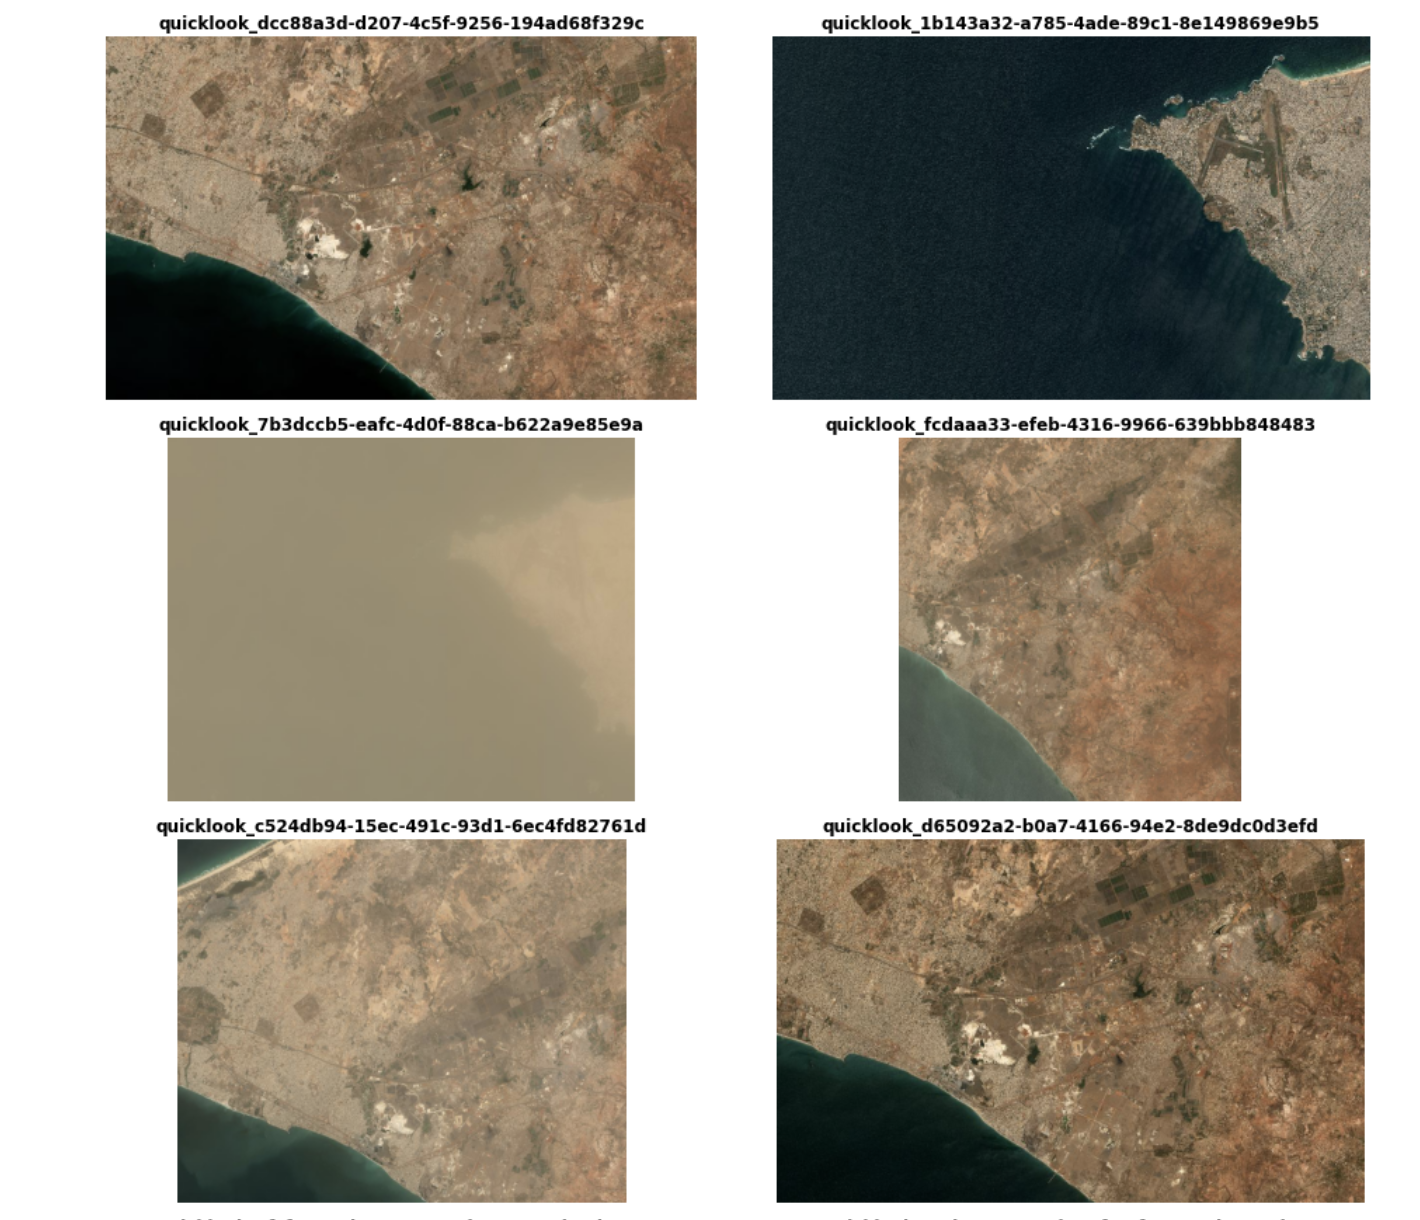 quicklook_dcc88a3d-d207-4c5f-9256-194ad68f329c
quicklook_1b143a32-a785-4ade-89c1-8e149869e9b5
quicklook_7b3dccb5-eafc-4d0f-88ca-b622a9e85e9a
quicklook_fcdaaa33-efeb-4316-9966-639bbb848483
quicklook_c524db94-15ec-491c-93d1-6ec4fd82761d
quicklook_d65092a2-b0a7-4166-94e2-8de9dc0d3efd